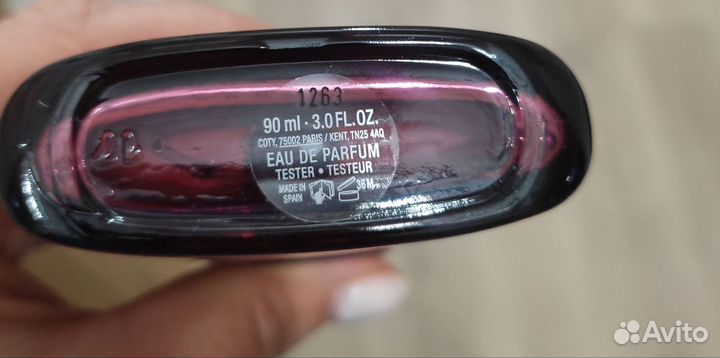 1263
90 ml · 3.0 FL.OZ.
COTY, 75002 PARIS / KENT, TN25 4AQ
EAU DE PARFUM
TESTER · TESTEUR
MADE IN
SPAIN
36M
Avito